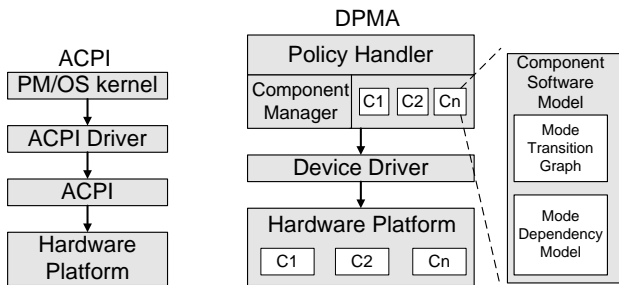 ACPI
PM/OS kernel
ACPI Driver
ACPI
Hardware
Platform
DPMA
Policy Handler
Component
Manager
C1
C2
Cn
Device Driver
Hardware Platform
C1
C2
Cn
Component
Software
Model
Mode
Transition
Graph
Mode
Dependency
Model